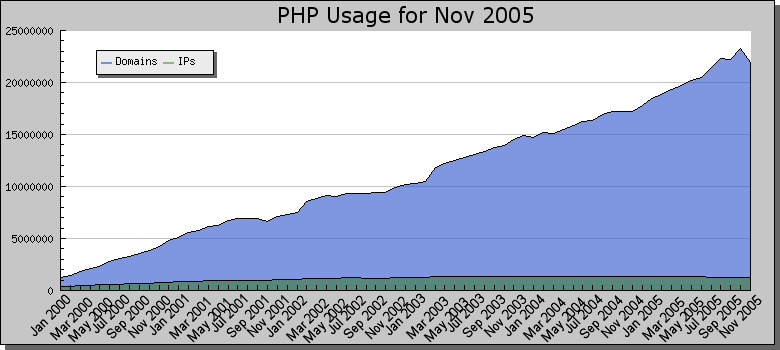 PHP Usage for Nov 2005
25000000
Domains IPs
20000000
15000000
10000000
5000000
0
Jan 2000
Mar 2000
May 2000
Jul 2000
Sep 2000
Nov 2000
Jan 2001
Mar 2001
May 2001
Jul 2001
Sep 2001
Nov 2001
Jan 2002
Mar 2002
May 2002
Jul 2002
Sep 2002
Nov 2002
Jan 2003
Mar 2003
May 2003
Jul 2003
Sep 2003
Nov 2003
Jan 2004
Mar 2004
May 2004
Jul 2004
Sep 2004
Nov 2004
Jan 2005
Mar 2005
May 2005
Jul 2005
Sep 2005
Nov 2005